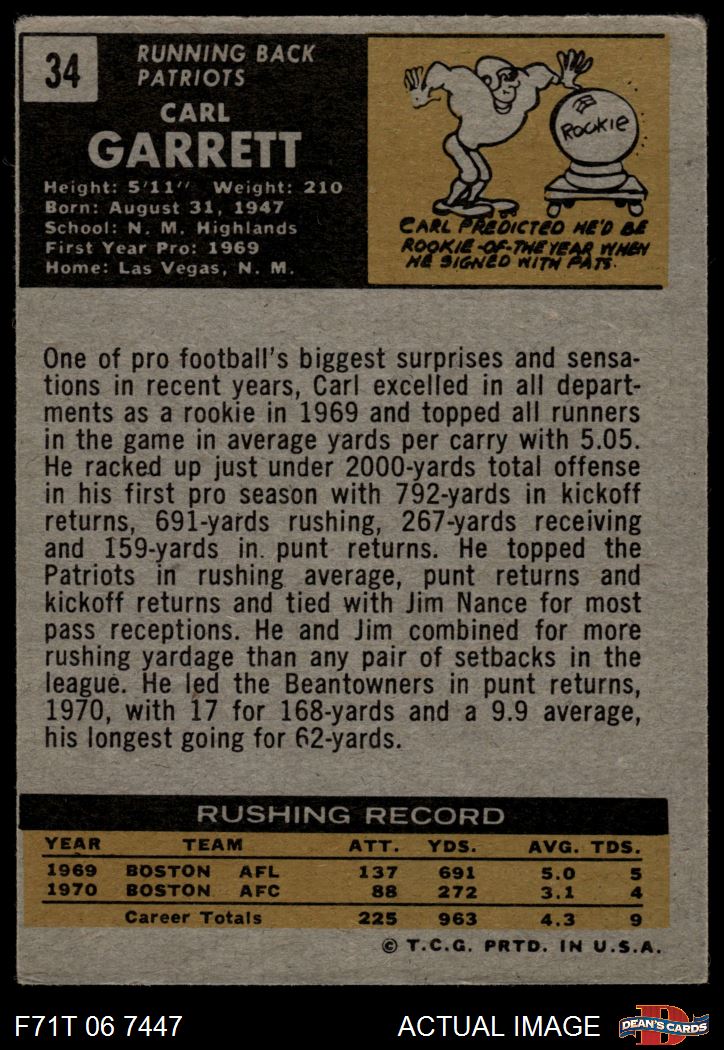 34
RUNNING BACK
PATRIOTS
CARL
GARRETT
Height: 5'11" Weight: 210
Born: August 31, 1947
School: N. M. Highlands
First Year Pro: 1969
Home: Las Vegas, N. M.
ROOKIE
CARL PREDICTED HE'D BE
ROOKIE-OF-THE YEAR WHEN
HE SIGNED WITH PATS.
One of pro football's biggest surprises and sensa-
tions in recent years, Carl excelled in all depart-
ments as a rookie in 1969 and topped all runners
in the game in average yards per carry with 5.05.
He racked up just under 2000-yards total offense
in his first pro season with 792-yards in kickoff
returns, 691-yards rushing, 267-yards receiving
and 159-yards in punt returns. He topped the
Patriots in rushing average, punt returns and
kickoff returns and tied with Jim Nance for most
pass receptions. He and Jim combined for more
rushing yardage than any pair of setbacks in the
league. He led the Beantowners in punt returns,
1970, with 17 for 168-yards and a 9.9 average,
his longest going for 62-yards.
RUSHING RECORD
YEAR TEAM ATT. YDS. AVG. TDS.
1969 BOSTON AFL 137 691 5.0 5
1970 BOSTON AFC 88 272 3.1 4
Career Totals 225 963 4.3 9
© T.C.G. PRTD. IN U.S.A.
F71T 06 7447 ACTUAL IMAGE D DEAN'S CARDS